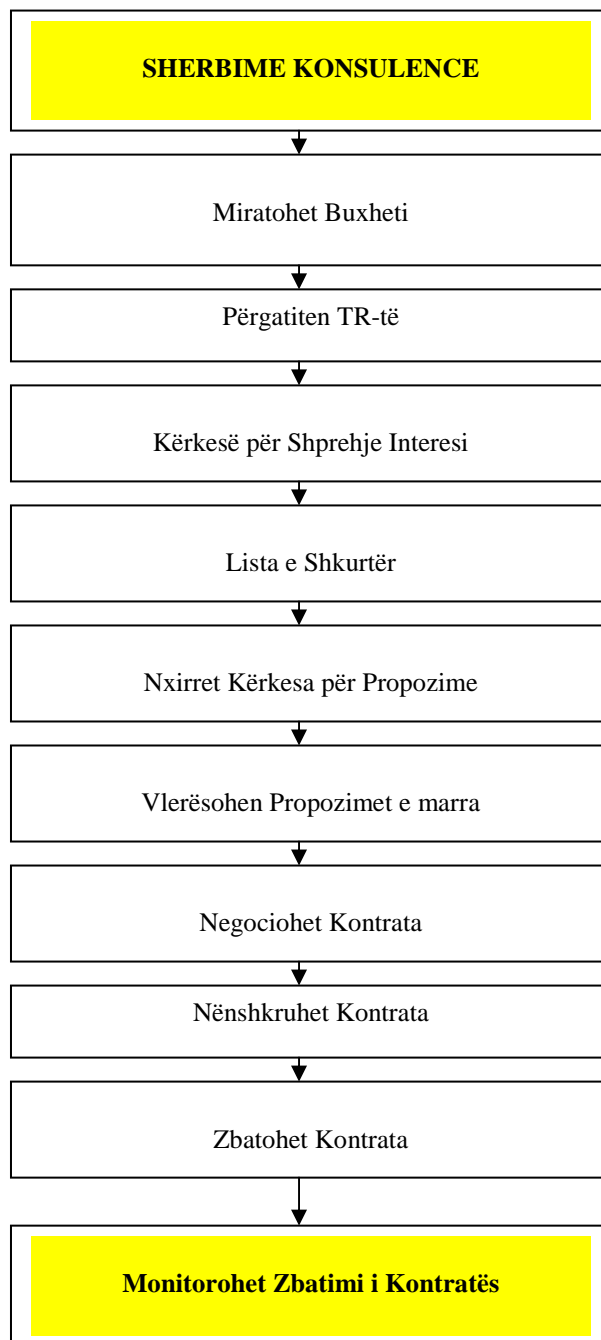 SHERBIME KONSULENCE
Miratohet Buxheti
Përgatiten TR-të
Kërkesë për Shprehje Interesi
Lista e Shkurtër
Nxirret Kërkesa për Propozime
Vlerësohen Propozimet e marra
Negociohet Kontrata
Nënshkruhet Kontrata
Zbatohet Kontrata
Monitorohet Zbatimi i Kontratës